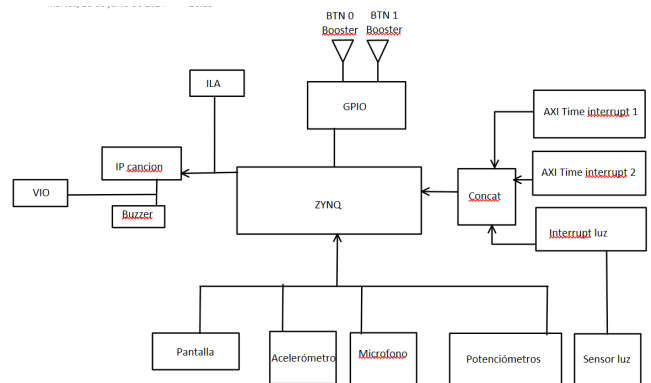 BTN 0 BTN 1
Booster Booster
ILA
GPIO
AXI Time interrupt 1
IP cancion
AXI Time interrupt 2
VIO
ZYNQ
Concat
Buzzer
Interrupt luz
Pantalla
Acelerómetro
Microfono
Potenciómetros
Sensor luz